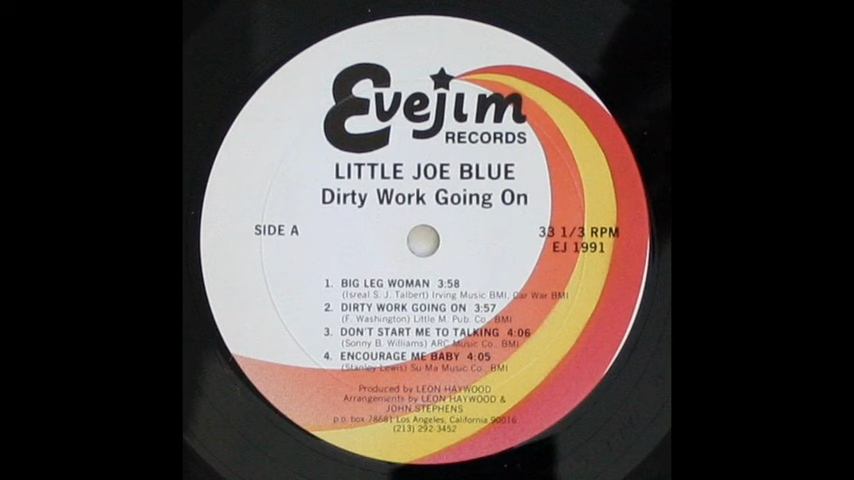 Evejim
RECORDS
LITTLE JOE BLUE
Dirty Work Going On
SIDE A
33 1/3 RPM
EJ 1991
1. BIG LEG WOMAN 3:58
(Isreal S. J. Talbert) Irving Music BMI, Car War BMI
2. DIRTY WORK GOING ON 3:57
(F. Washington) Little M. Pub. Co., BMI
3. DON'T START ME TO TALKING 4:06
(Sonny B. Williams) ARC Music Co., BMI
4. ENCOURAGE ME BABY 4:05
(Stanley Lewis) Su-Ma Music Co., BMI
Produced by LEON HAYWOOD
Arrangements by LEON HAYWOOD &
JOHN STEPHENS
p.o. box 78681 Los Angeles, California 90016
(213) 292-3452